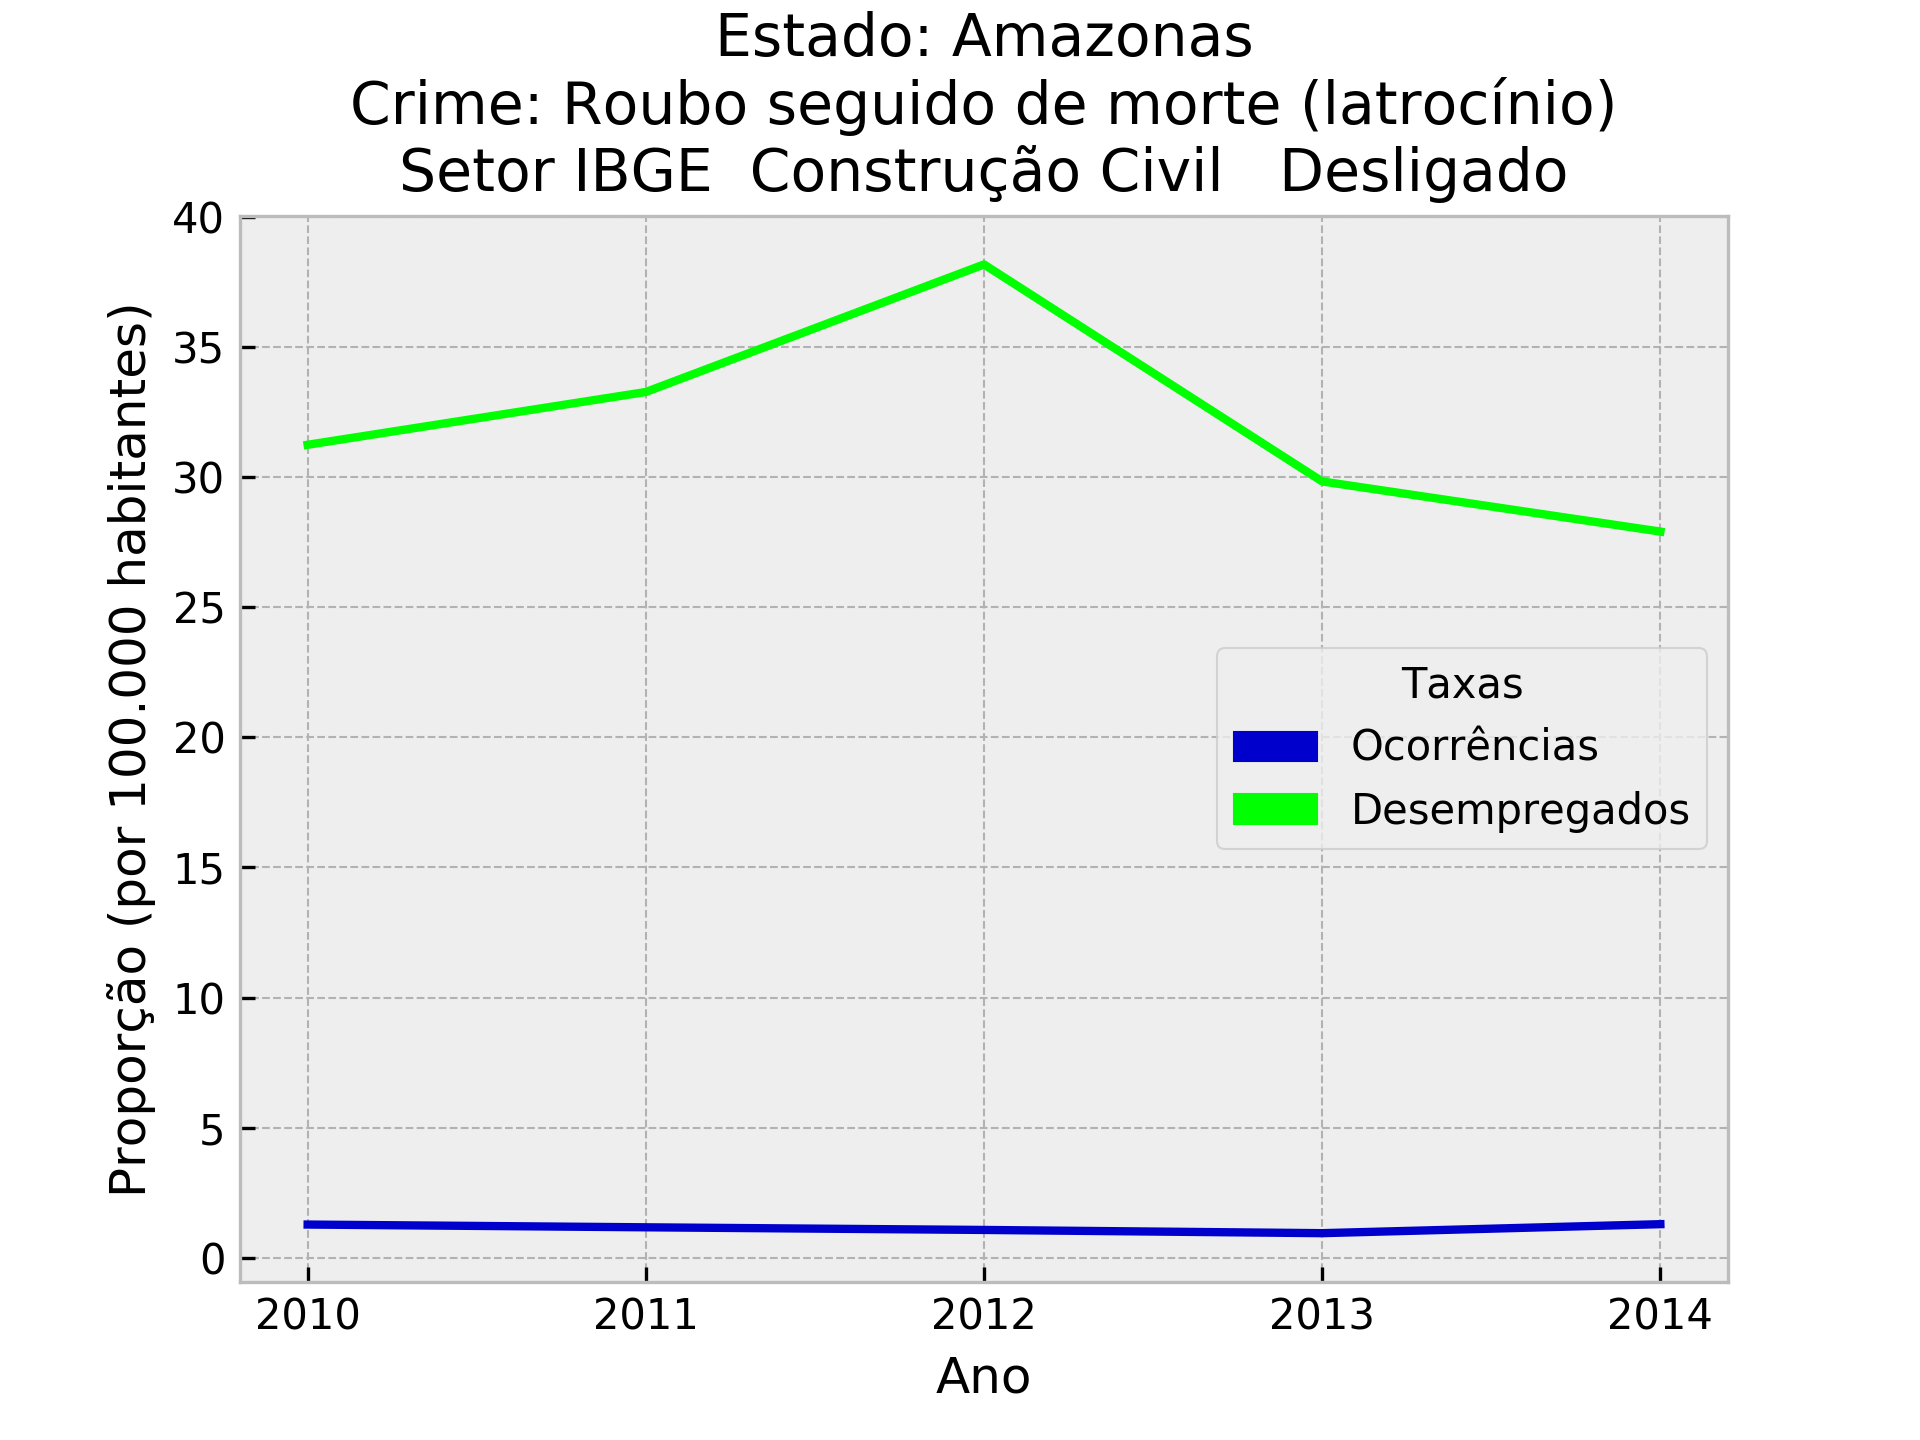 Estado: Amazonas
Crime: Roubo seguido de morte (latrocínio)
Setor IBGE  Construção Civil   Desligado
Proporção (por 100.000 habitantes)
40
35
30
25
20
15
10
5
0
Taxas
Ocorrências
Desempregados
2010 2011 2012 2013 2014
Ano